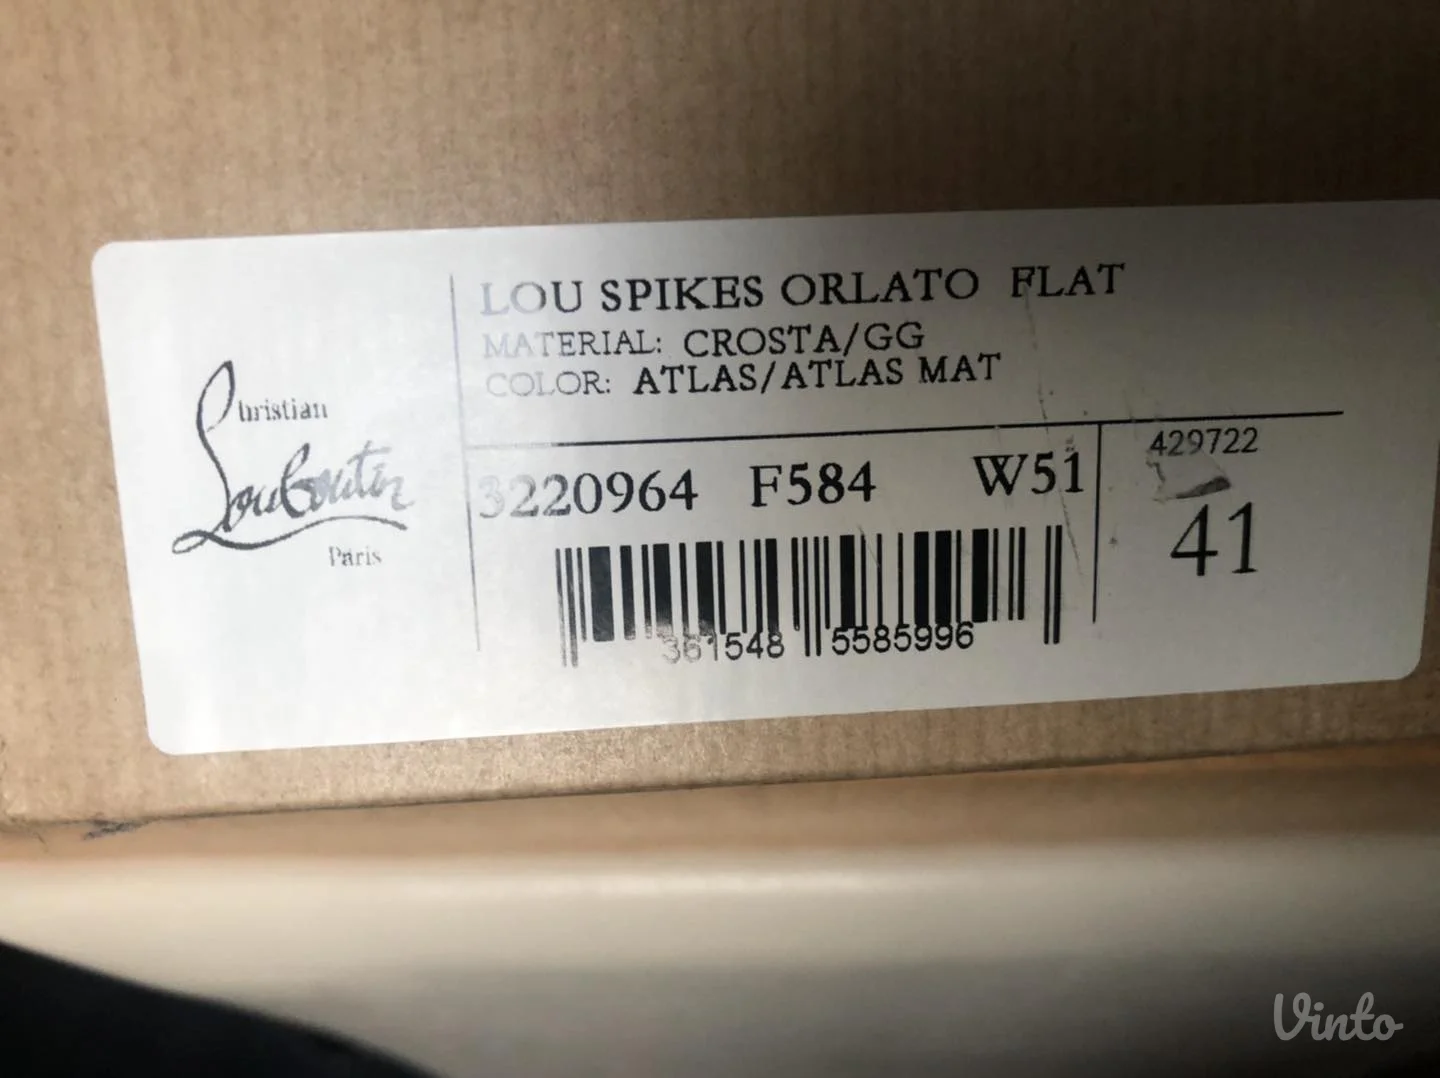 Christian
Louboutin
Paris
LOU SPIKES ORLATO FLAT
MATERIAL: CROSTA/GG
COLOR: ATLAS/ATLAS MAT
3220964 F584 W51
361548 5585996
429722
41
Vinto